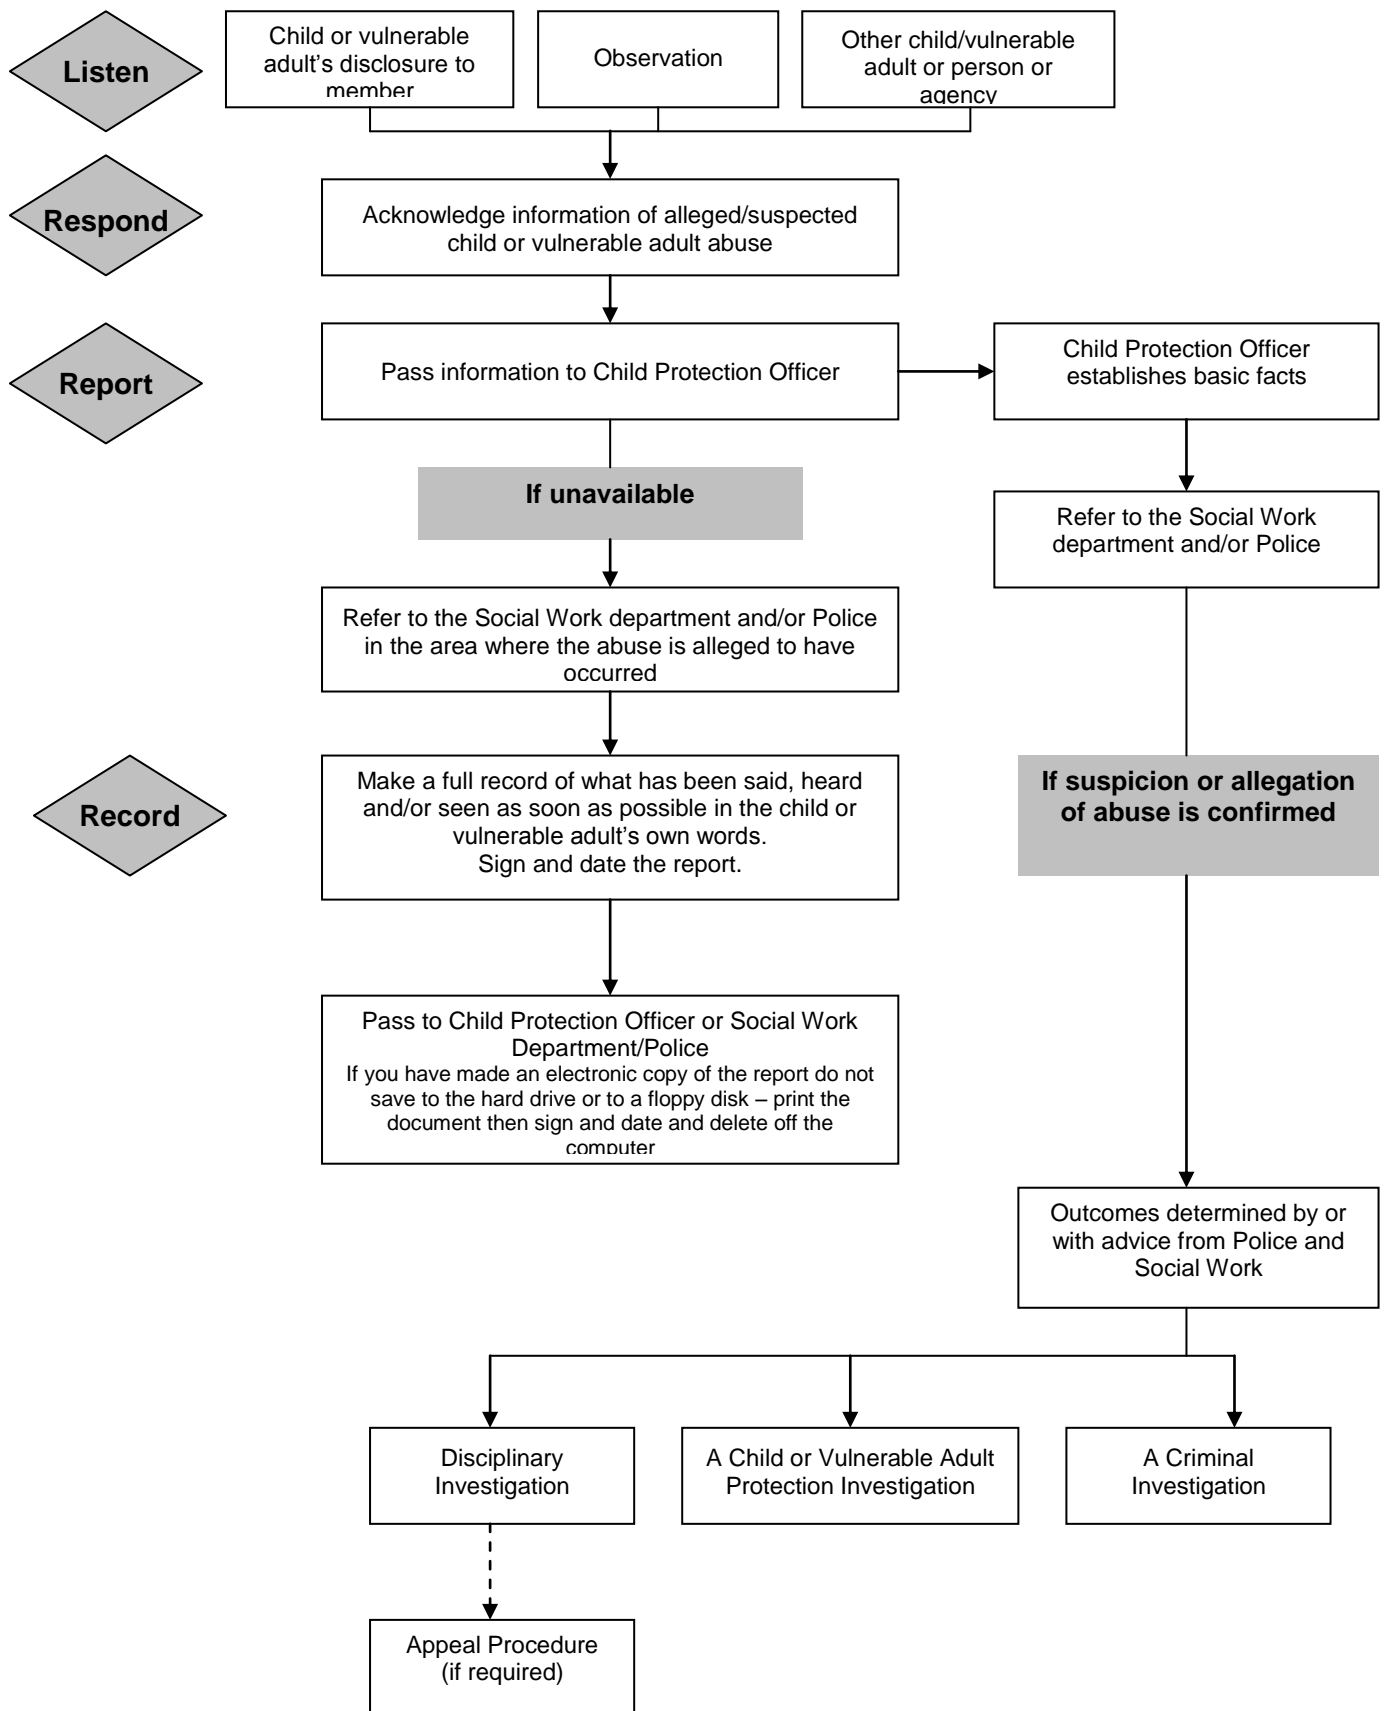 Listen
Child or vulnerable
adult's disclosure to
member
Observation
Other child/vulnerable
adult or person or
agency
Respond
Acknowledge information of alleged/suspected
child or vulnerable adult abuse
Report
Pass information to Child Protection Officer
Child Protection Officer
establishes basic facts
If unavailable
Refer to the Social Work
department and/or Police
Refer to the Social Work department and/or Police
in the area where the abuse is alleged to have
occurred
Record
Make a full record of what has been said, heard
and/or seen as soon as possible in the child or
vulnerable adult's own words.
Sign and date the report.
If suspicion or allegation
of abuse is confirmed
Pass to Child Protection Officer or Social Work
Department/Police
If you have made an electronic copy of the report do not
save to the hard drive or to a floppy disk – print the
document then sign and date and delete off the
computer
Outcomes determined by or
with advice from Police and
Social Work
Disciplinary
Investigation
A Child or Vulnerable Adult
Protection Investigation
A Criminal
Investigation
Appeal Procedure
(if required)